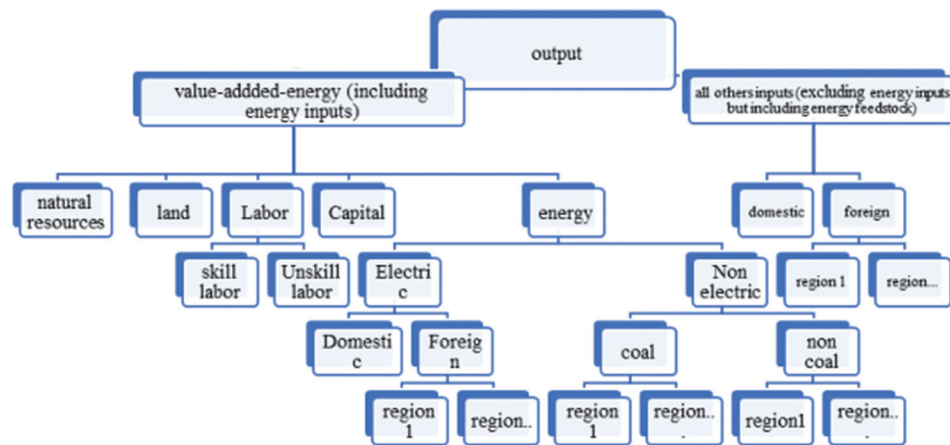 output
value-addded-energy (including
energy inputs)
all others inputs (excluding energy inputs
but including energy feedstock)
natural
resources
land
Labor
Capital
energy
domestic
foreign
skill
labor
Unskill
labor
Electri
c
Non
electric
region 1
region...
Domesti
c
Foreig
n
coal
non
coal
region
1
region..
region
1
region..
.
region1
region..
.